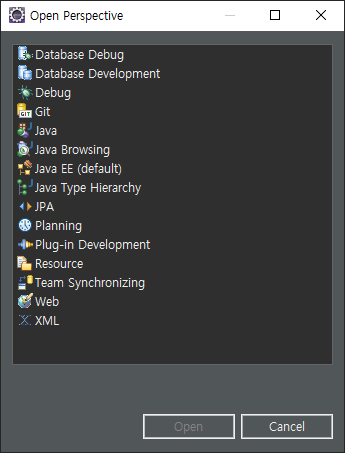 Open Perspective
Database Debug
Database Development
Debug
Git
Java
Java Browsing
Java EE (default)
Java Type Hierarchy
JPA
Planning
Plug-in Development
Resource
Team Synchronizing
Web
XML
Open
Cancel